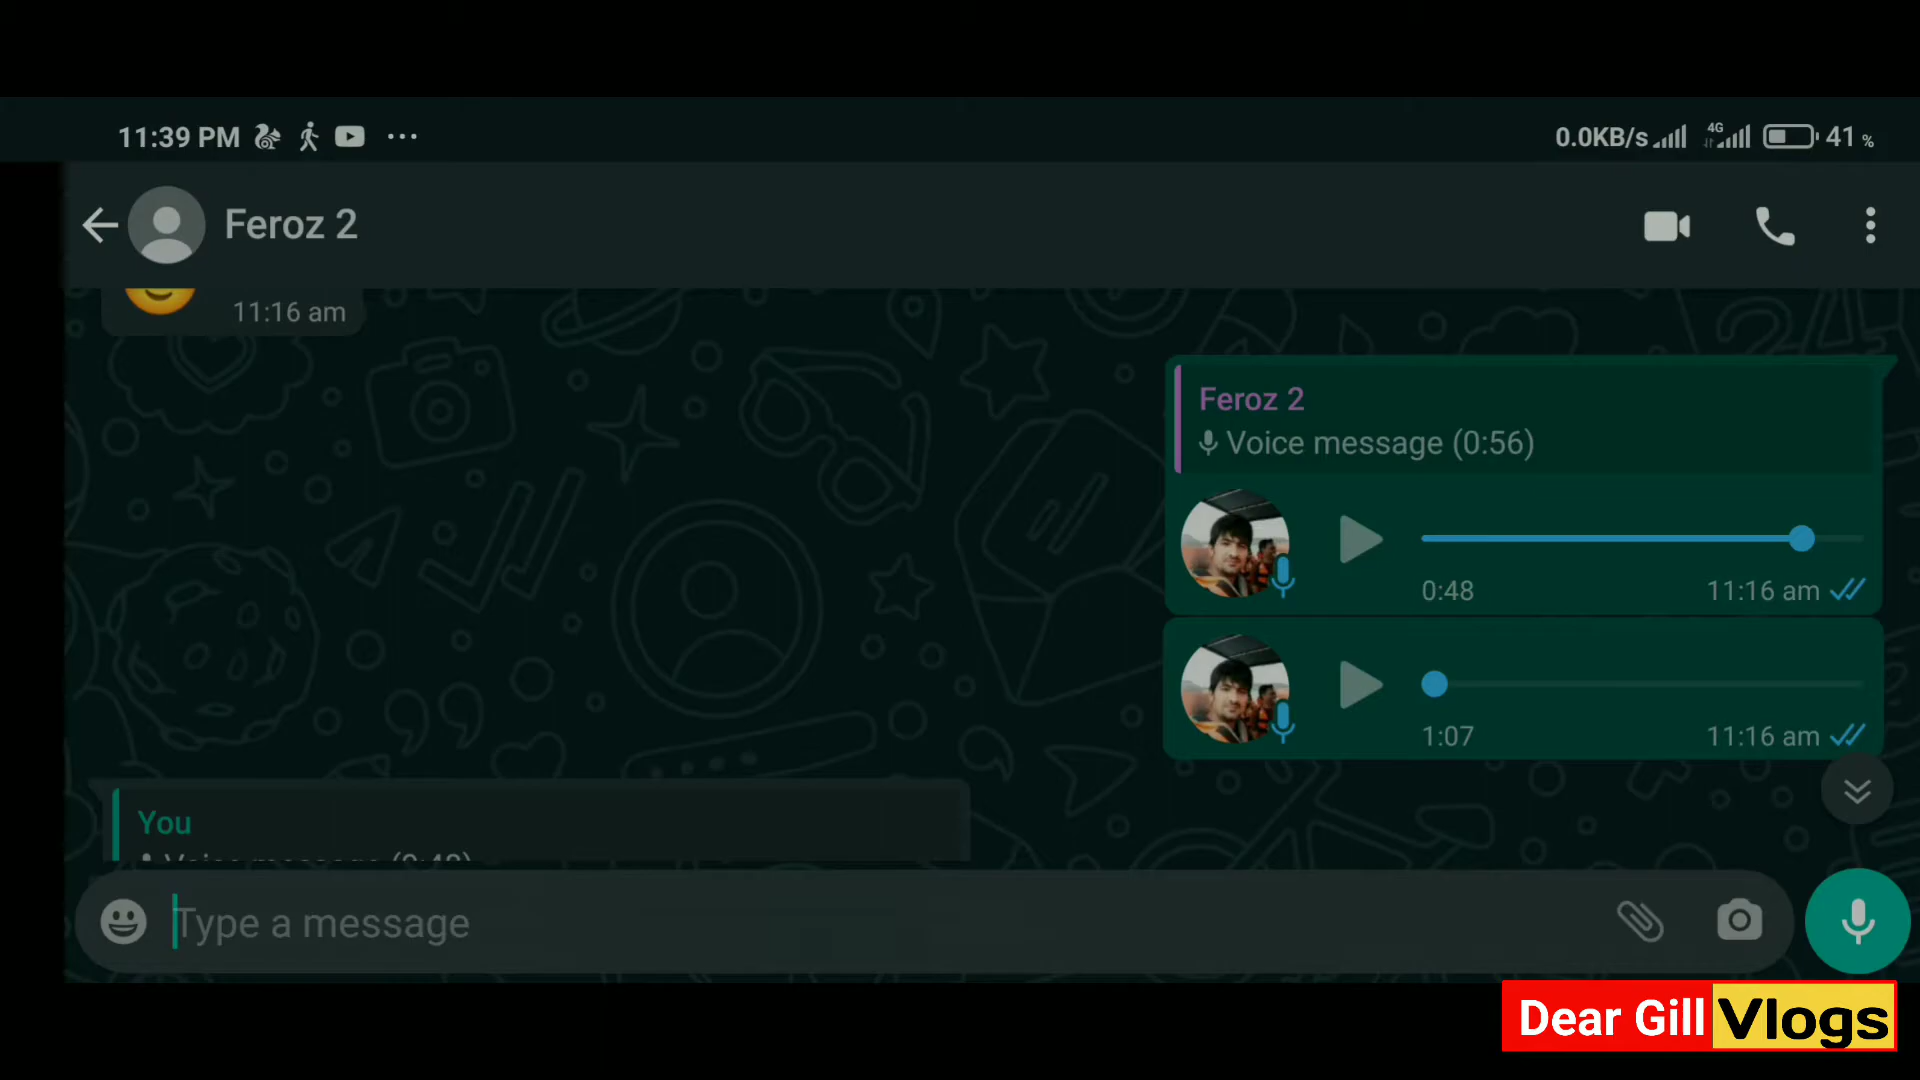 11:39 PM ... 0.0KB/s 4G 41 %
Feroz 2
11:16 am
Feroz 2
Voice message (0:56)
0:48 11:16 am
1:07 11:16 am
You
Type a message
Dear Gill Vlogs